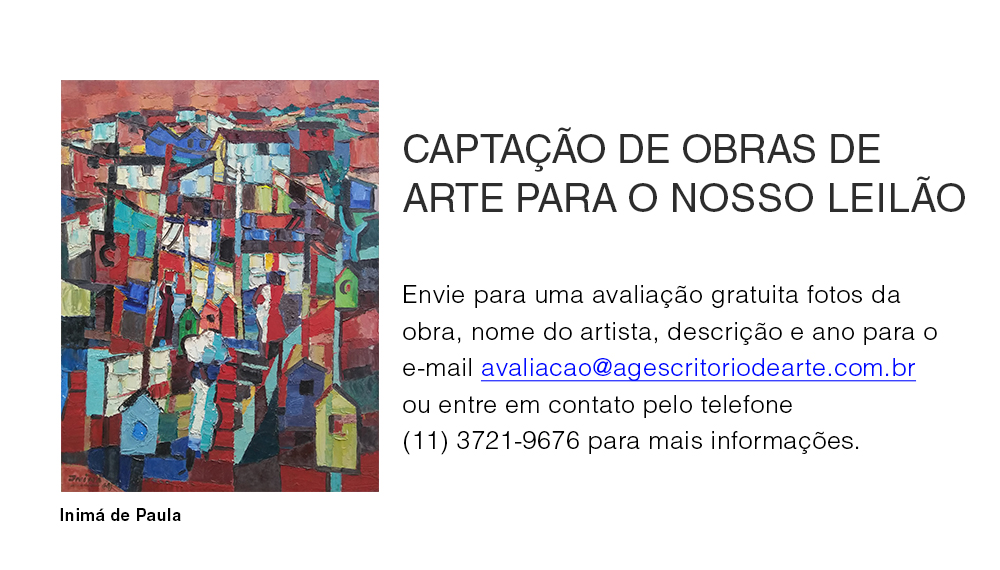 CAPTAÇÃO DE OBRAS DE
ARTE PARA O NOSSO LEILÃO
Envie para uma avaliação gratuita fotos da
obra, nome do artista, descrição e ano para o
e-mail avaliacao@agescritoriodearte.com.br
ou entre em contato pelo telefone
(11) 3721-9676 para mais informações.
Inimá de Paula